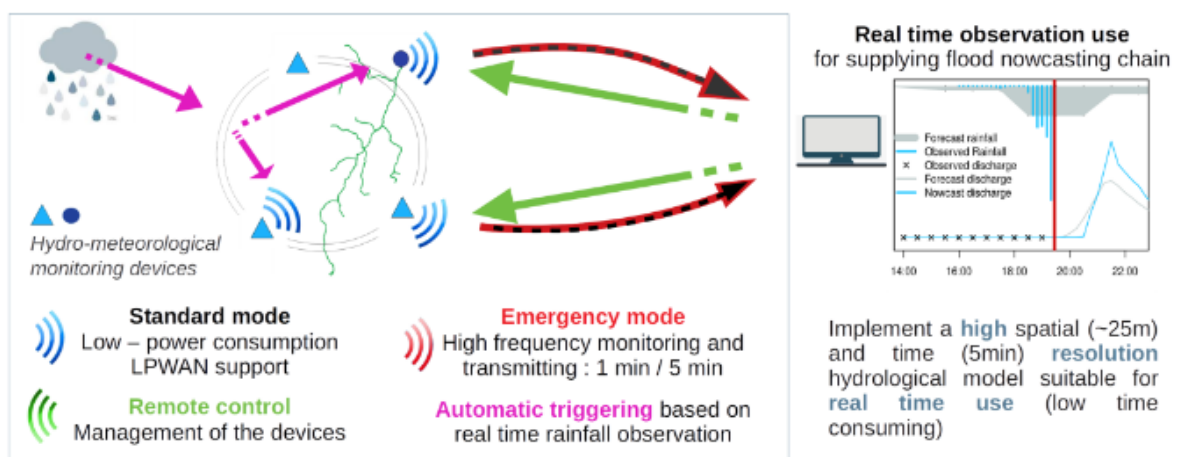 Hydro-meteorological
monitoring devices
Standard mode
Low – power consumption
LPWAN support
Remote control
Management of the devices
Emergency mode
High frequency monitoring and
transmitting : 1 min / 5 min
Automatic triggering based on
real time rainfall observation
Real time observation use
for supplying flood nowcasting chain
Forecast rainfall
Observed Rainfall
Observed discharge
Forecast discharge
Nowcast discharge
14:00 16:00 18:00 20:00 22:00
Implement a high spatial (~25m)
and time (5min) resolution
hydrological model suitable for
real time use (low time
consuming)